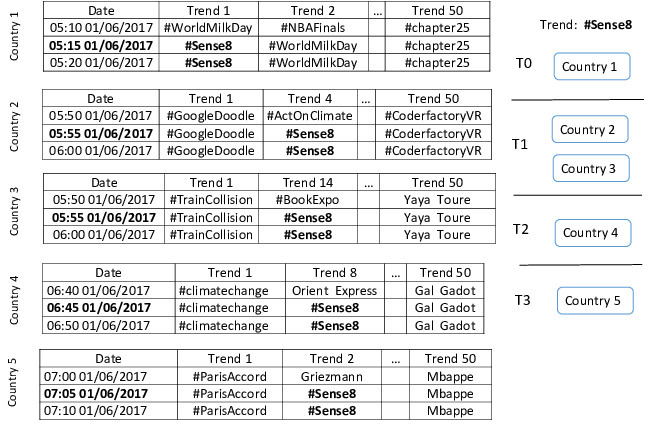 Country 1
Date Trend 1 Trend 2 ... Trend 50
05:10 01/06/2017 #WorldMilkDay #NBAFinals #chapter25
05:15 01/06/2017 #Sense8 #WorldMilkDay #chapter25
05:20 01/06/2017 #Sense8 #WorldMilkDay #chapter25
Country 2
Date Trend 1 Trend 4 ... Trend 50
05:50 01/06/2017 #GoogleDoodle #ActOnClimate #CoderfactoryVR
05:55 01/06/2017 #GoogleDoodle #Sense8 #CoderfactoryVR
06:00 01/06/2017 #GoogleDoodle #Sense8 #CoderfactoryVR
Country 3
Date Trend 1 Trend 14 ... Trend 50
05:50 01/06/2017 #TrainCollision #BookExpo Yaya Toure
05:55 01/06/2017 #TrainCollision #Sense8 Yaya Toure
06:00 01/06/2017 #TrainCollision #Sense8 Yaya Toure
Country 4
Date Trend 1 Trend 8 ... Trend 50
06:40 01/06/2017 #climatechange Orient Express Gal Gadot
06:45 01/06/2017 #climatechange #Sense8 Gal Gadot
06:50 01/06/2017 #climatechange #Sense8 Gal Gadot
Country 5
Date Trend 1 Trend 2 ... Trend 50
07:00 01/06/2017 #ParisAccord Griezmann Mbappe
07:05 01/06/2017 #ParisAccord #Sense8 Mbappe
07:10 01/06/2017 #ParisAccord #Sense8 Mbappe
Trend: #Sense8
T0 Country 1
T1
Country 2
Country 3
T2 Country 4
T3 Country 5